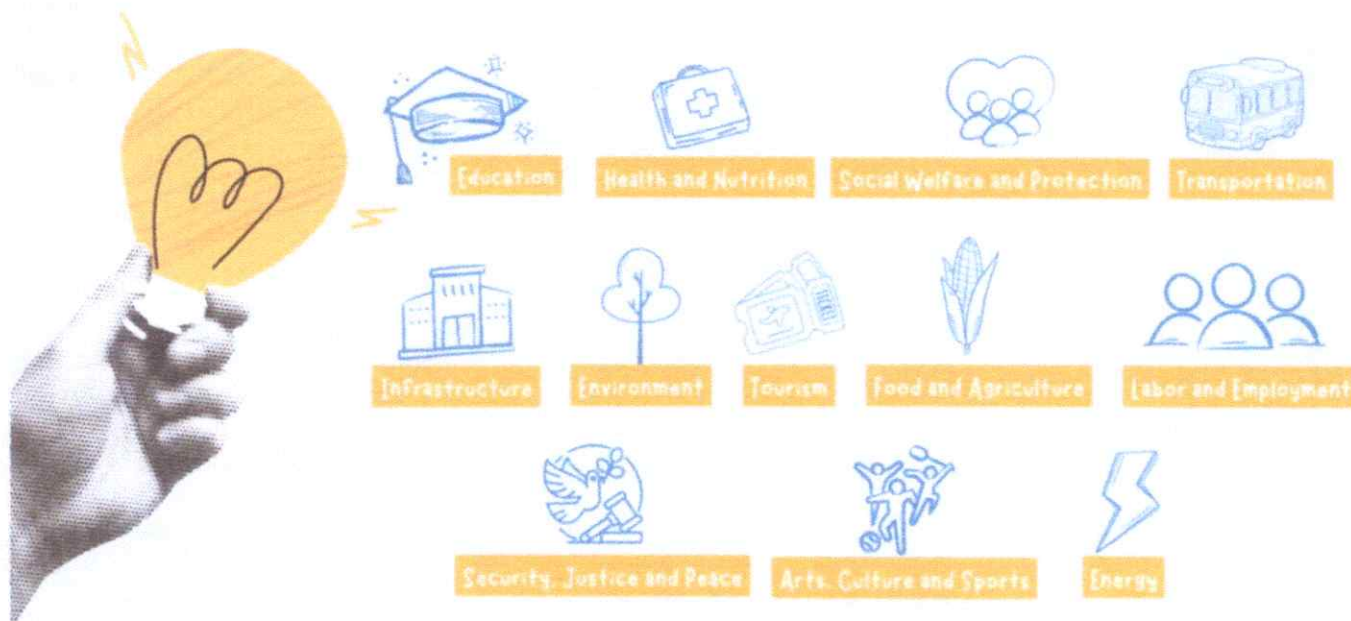 Education
Health and Nutrition
Social Welfare and Protection
Transportation
TICKET
Infrastructure
Environment
Tourism
Food and Agriculture
Labor and Employment
Security, Justice and Peace
Arts, Culture and Sports
Energy